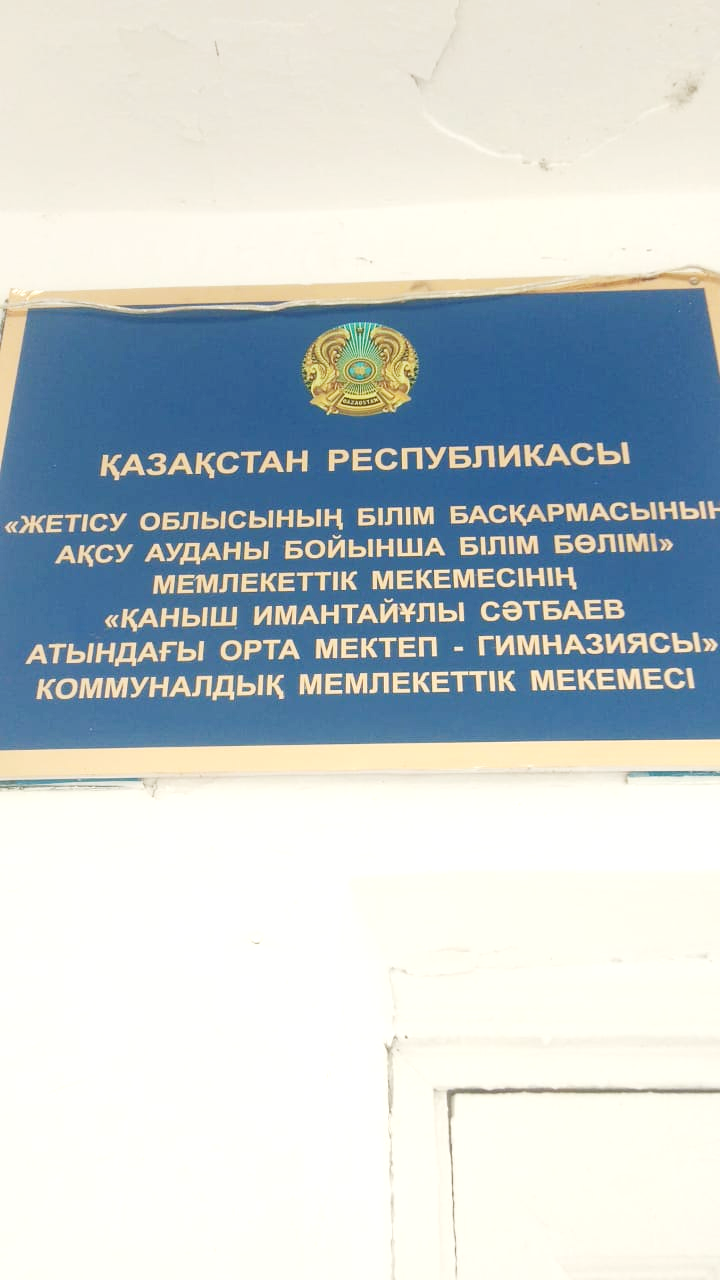 QAZAQSTAN
ҚАЗАҚСТАН РЕСПУБЛИКАСЫ
«ЖЕТІСУ ОБЛЫСЫНЫҢ БІЛІМ БАСҚАРМАСЫНЫҢ
АҚСУ АУДАНЫ БОЙЫНША БІЛІМ БӨЛІМІ»
МЕМЛЕКЕТТІК МЕКЕМЕСІНІҢ
«ҚАНЫШ ИМАНТАЙҰЛЫ СӘТБАЕВ
АТЫНДАҒЫ ОРТА МЕКТЕП - ГИМНАЗИЯСЫ»
КОММУНАЛДЫҚ МЕМЛЕКЕТТІК МЕКЕМЕСІ